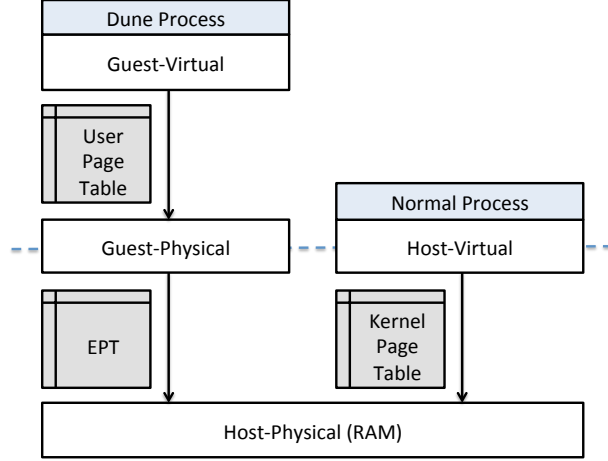 Dune Process
Guest-Virtual
User
Page
Table
Normal Process
Guest-Physical
Host-Virtual
EPT
Kernel
Page
Table
Host-Physical (RAM)